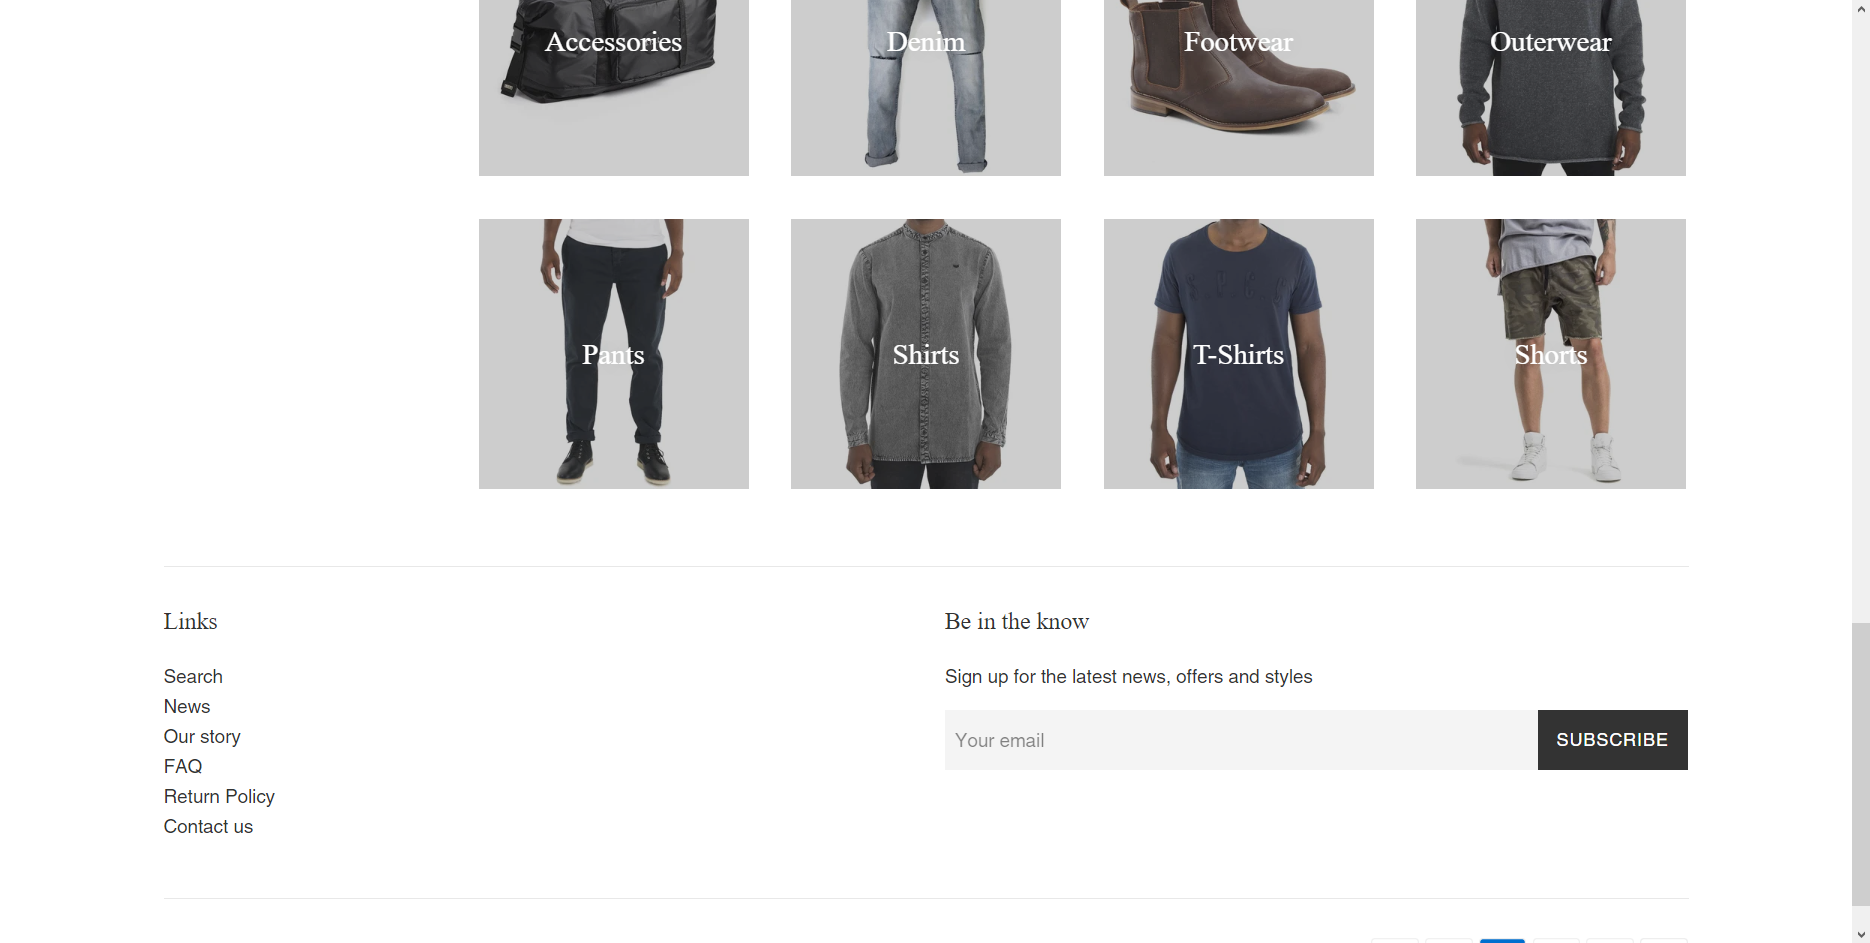 Accessories
Denim
Footwear
Outerwear
Pants
Shirts
T-Shirts
Shorts
Links
Search
News
Our story
FAQ
Return Policy
Contact us
Be in the know
Sign up for the latest news, offers and styles
Your email
SUBSCRIBE